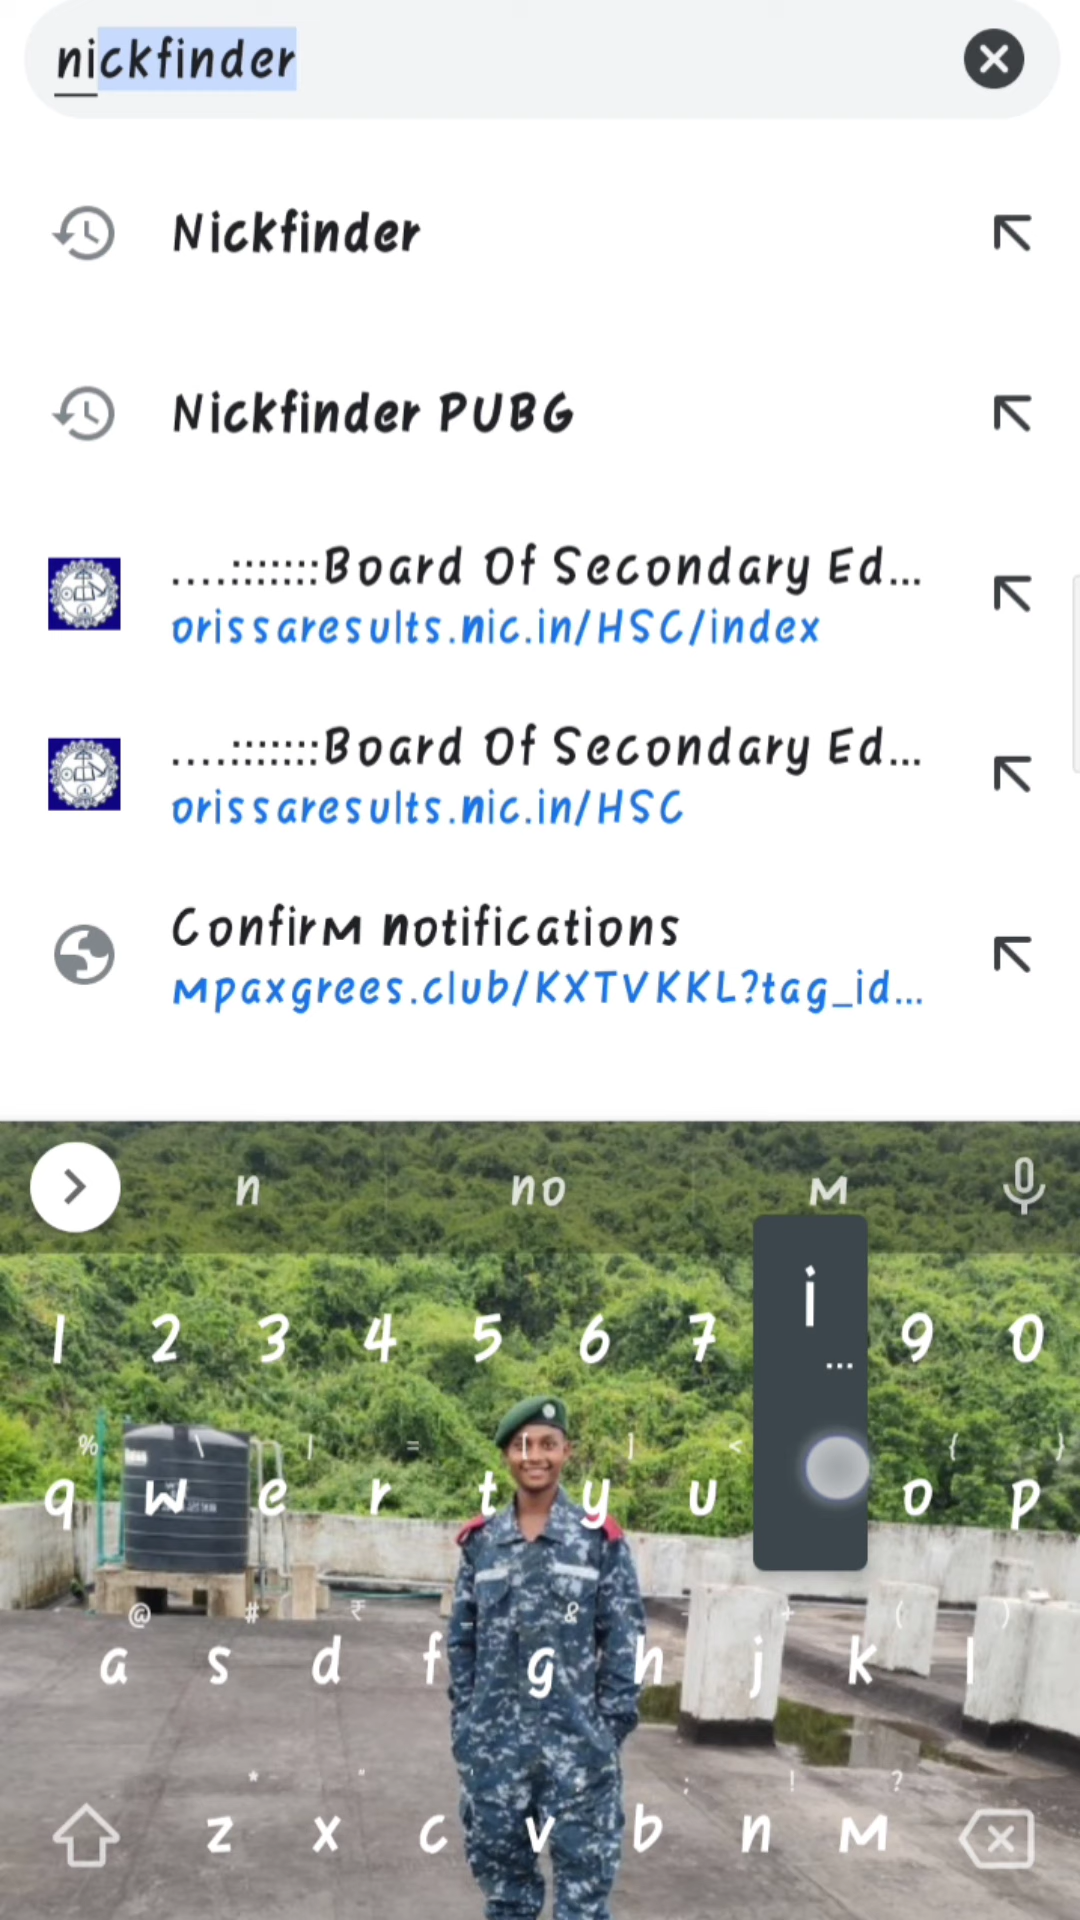 nickfinder
Nickfinder
Nickfinder PUBG
....:::::::Board Of Secondary Ed...
orissaresults.nic.in/HSC/index
....:::::::Board Of Secondary Ed...
orissaresults.nic.in/HSC
Confirm notifications
mpaxgrees.club/KXTVKKL?tag_id...
n no m
i
...
1 2 3 4 5 6 7 9 0
% \ | = [ ] < { }
q w e r t y u o p
@ # ₹ & - + ( )
a s d f g h j k l
* " ' : ; ! ?
z x c v b n m